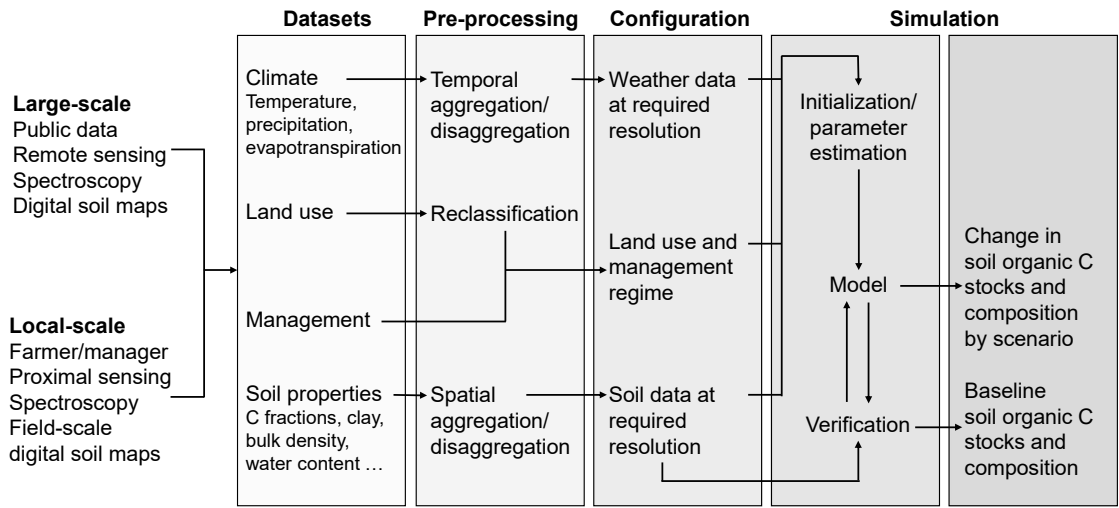 Datasets
Pre-processing
Configuration
Simulation
Large-scale
Public data
Remote sensing
Spectroscopy
Digital soil maps
Local-scale
Farmer/manager
Proximal sensing
Spectroscopy
Field-scale
digital soil maps
Climate
Temperature,
precipitation,
evapotranspiration
Land use
Management
Soil properties
C fractions, clay,
bulk density,
water content …
Temporal
aggregation/
disaggregation
Reclassification
Spatial
aggregation/
disaggregation
Weather data
at required
resolution
Land use and
management
regime
Soil data at
required
resolution
Initialization/
parameter
estimation
Model
Verification
Change in
soil organic C
stocks and
composition
by scenario
Baseline
soil organic C
stocks and
composition